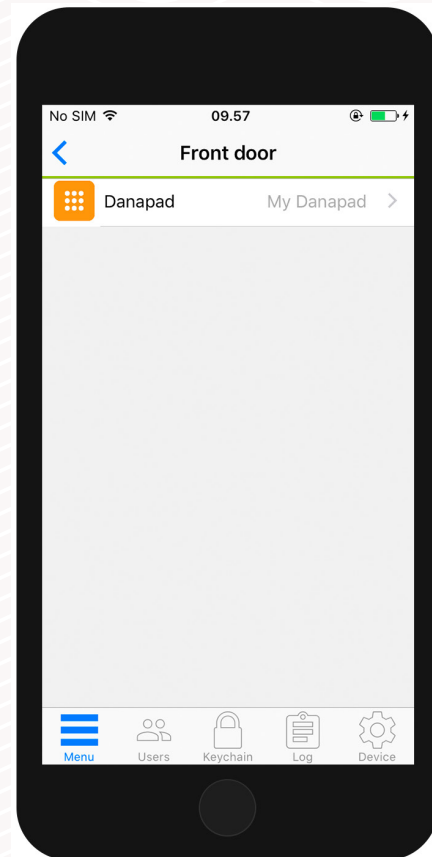 No SIM 09.57
Front door
Danapad My Danapad
Menu Users Keychain Log Device